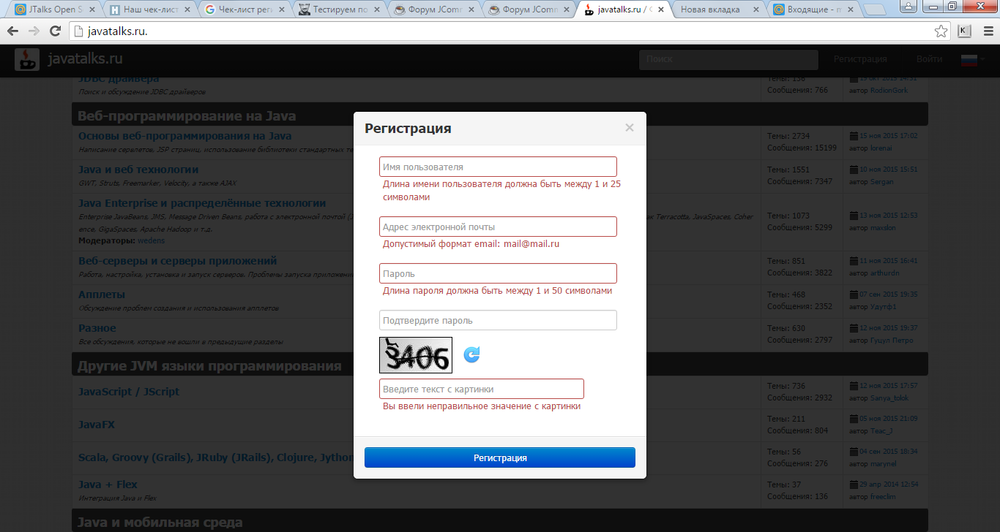 JTalks Open S
Наш чек-лист
Чек-лист реги
Тестируем по
Форум JComm
Форум JComm
javatalks.ru / Ф
Новая вкладка
Входящие - m
javatalks.ru.
javatalks.ru
Поиск
Регистрация
Войти
JDBC драйвера
Поиск и обсуждение JDBC драйверов
Сообщения: 766
автор RodionGork
Веб-программирование на Java
Основы веб-программирования на Java
Написание сервлетов, JSP страниц, использование библиотеки стандартных те
Темы: 2734
Сообщения: 15199
15 ноя 2015 17:02
автор lorenai
Java и веб технологии
GWT, Struts, Freemarker, Velocity, а также AJAX
Темы: 1551
Сообщения: 7347
10 ноя 2015 15:51
автор Sergan
Java Enterprise и распределённые технологии
Enterprise JavaBeans, JMS, Message Driven Beans, работа с электронной почтой (J
ак Terracotta, JavaSpaces, Coher
ence, GigaSpaces, Apache Hadoop и т.д.
Модераторы: wedens
Темы: 1073
Сообщения: 5299
13 ноя 2015 12:53
автор maxslon
Веб-серверы и серверы приложений
Работа, настройка, установка и запуск серверов. Проблемы запуска приложени
Темы: 851
Сообщения: 3822
11 ноя 2015 16:41
автор arthurdn
Апплеты
Обсуждение проблем создания и использования апплетов
Темы: 468
Сообщения: 2352
07 сен 2015 19:35
автор Удутф1
Разное
Все обсуждения, которые не вошли в предыдущие разделы
Темы: 630
Сообщения: 2797
12 ноя 2015 19:37
автор Гуцул Петро
Другие JVM языки программирования
JavaScript / JScript
Темы: 736
Сообщения: 2932
12 ноя 2015 17:57
автор Sanya_tolok
JavaFX
Темы: 211
Сообщения: 804
05 ноя 2015 21:09
автор Teac_J
Scala, Groovy (Grails), JRuby (JRails), Clojure, Jython
Темы: 56
Сообщения: 276
04 сен 2015 18:34
автор marynel
Java + Flex
Интеграция Java и Flex
Темы: 37
Сообщения: 136
29 апр 2014 12:54
автор freeclim
Java и мобильная среда
Регистрация
Имя пользователя
Длина имени пользователя должна быть между 1 и 25
символами
Адрес электронной почты
Допустимый формат email: mail@mail.ru
Пароль
Длина пароля должна быть между 1 и 50 символами
Подтвердите пароль
Введите текст с картинки
Вы ввели неправильное значение с картинки
Регистрация